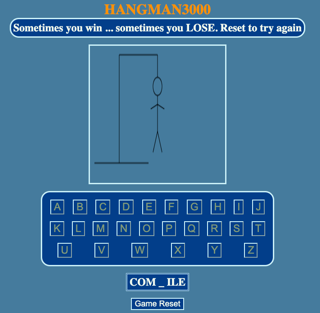 HANGMAN3000
Sometimes you win ... sometimes you LOSE. Reset to try again
A B C D E F G H I J
K L M N O P Q R S T
U V W X Y Z
COM _ ILE
Game Reset